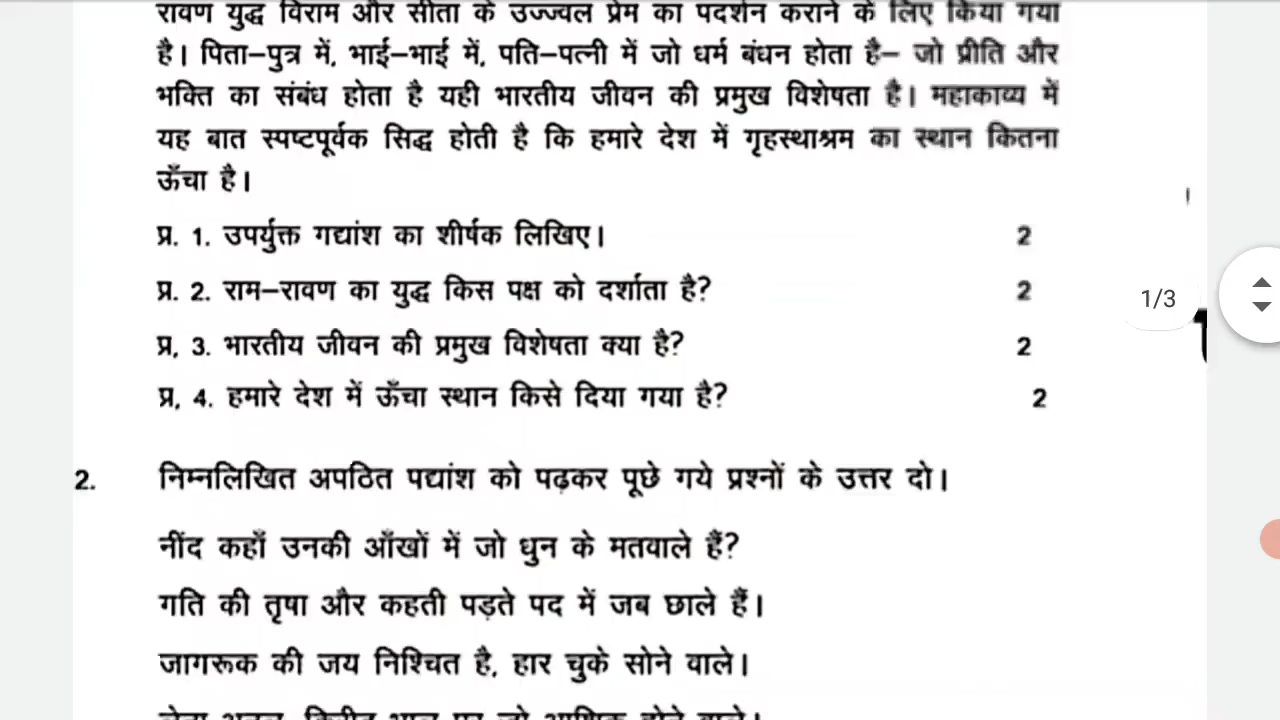 रावण युद्ध विराम और सीता के उज्ज्वल प्रेम का पदर्शन कराने के लिए किया गया
है। पिता–पुत्र में, भाई–भाई में, पति–पत्नी में जो धर्म बंधन होता है– जो प्रीति और
भक्ति का संबंध होता है यही भारतीय जीवन की प्रमुख विशेषता है। महाकाव्य में
यह बात स्पष्टपूर्वक सिद्ध होती है कि हमारे देश में गृहस्थाश्रम का स्थान कितना
ऊँचा है।
प्र. 1. उपर्युक्त गद्यांश का शीर्षक लिखिए। 2
प्र. 2. राम–रावण का युद्ध किस पक्ष को दर्शाता है? 2
1/3
प्र, 3. भारतीय जीवन की प्रमुख विशेषता क्या है? 2
प्र, 4. हमारे देश में ऊँचा स्थान किसे दिया गया है? 2
2. निम्नलिखित अपठित पद्यांश को पढ़कर पूछे गये प्रश्नों के उत्तर दो।
नींद कहाँ उनकी आँखों में जो धुन के मतवाले हैं?
गति की तृषा और कहती पड़ते पद में जब छाले हैं।
जागरूक की जय निश्चित है, हार चुके सोने वाले।